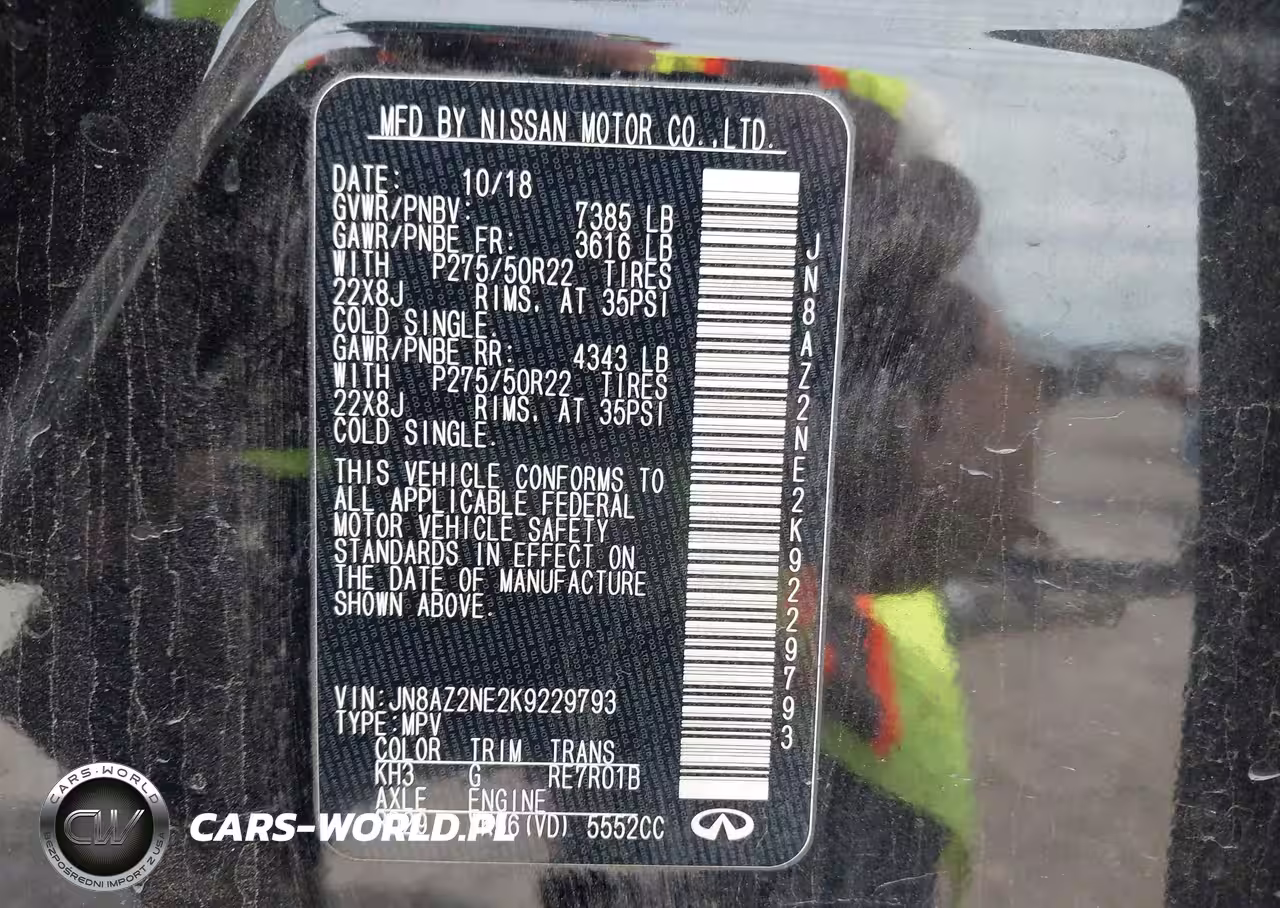 MFD BY NISSAN MOTOR CO.,LTD.
DATE: 10/18
GVWR/PNBV: 7385 LB
GAWR/PNBE FR: 3616 LB
WITH P275/50R22 TIRES
22X8J RIMS, AT 35PSI
COLD SINGLE.
GAWR/PNBE RR: 4343 LB
WITH P275/50R22 TIRES
22X8J RIMS, AT 35PSI
COLD SINGLE.
THIS VEHICLE CONFORMS TO
ALL APPLICABLE FEDERAL
MOTOR VEHICLE SAFETY
STANDARDS IN EFFECT ON
THE DATE OF MANUFACTURE
SHOWN ABOVE.
VIN:JN8AZ2NE2K9229793
TYPE:MPV
COLOR TRIM TRANS
KH3 G RE7R01B
AXLE ENGINE
5552CC
JN8AZ2NE2K9229793
CARS-WORLD
CW
BEZPOŚREDNI IMPORT Z USA
CARS-WORLD.PL